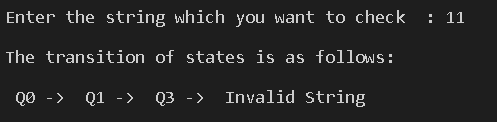 Enter the string which you want to check  : 11
The transition of states is as follows:
Q0 ->  Q1 ->  Q3 ->  Invalid String